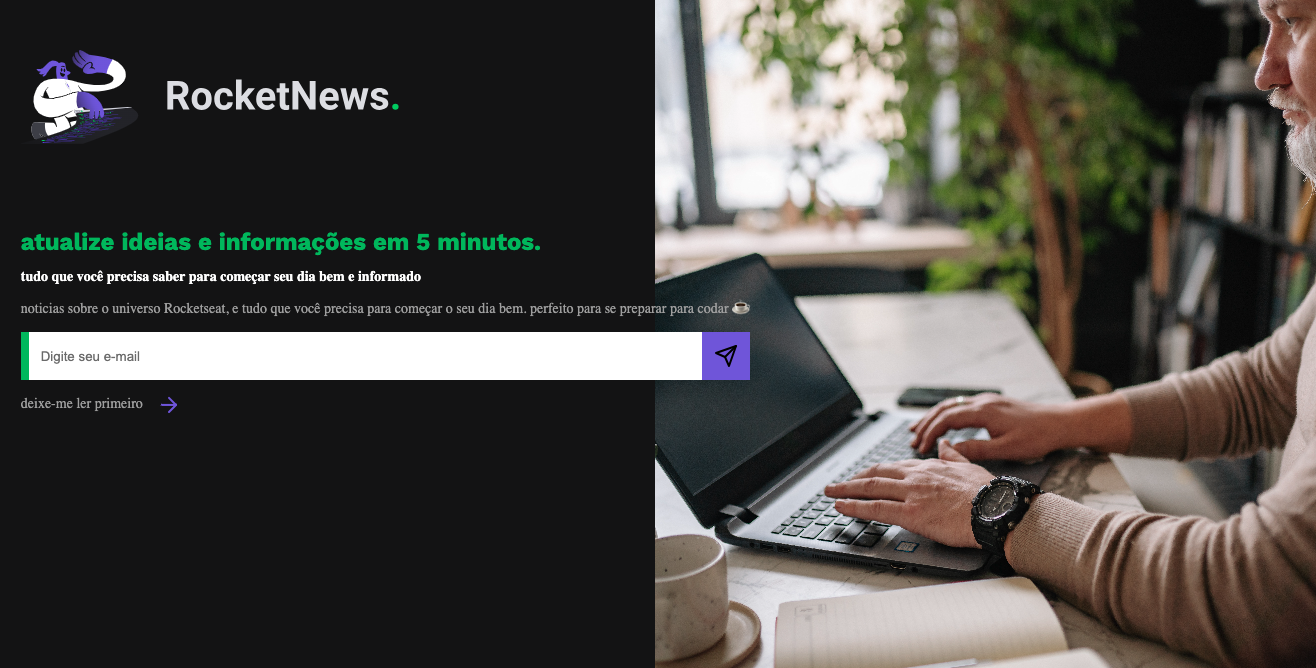 RocketNews.
atualize ideias e informações em 5 minutos.
tudo que você precisa saber para começar seu dia bem e informado
noticias sobre o universo Rocketseat, e tudo que você precisa para começar o seu dia bem. perfeito para se preparar para codar ☕
Digite seu e-mail
deixe-me ler primeiro